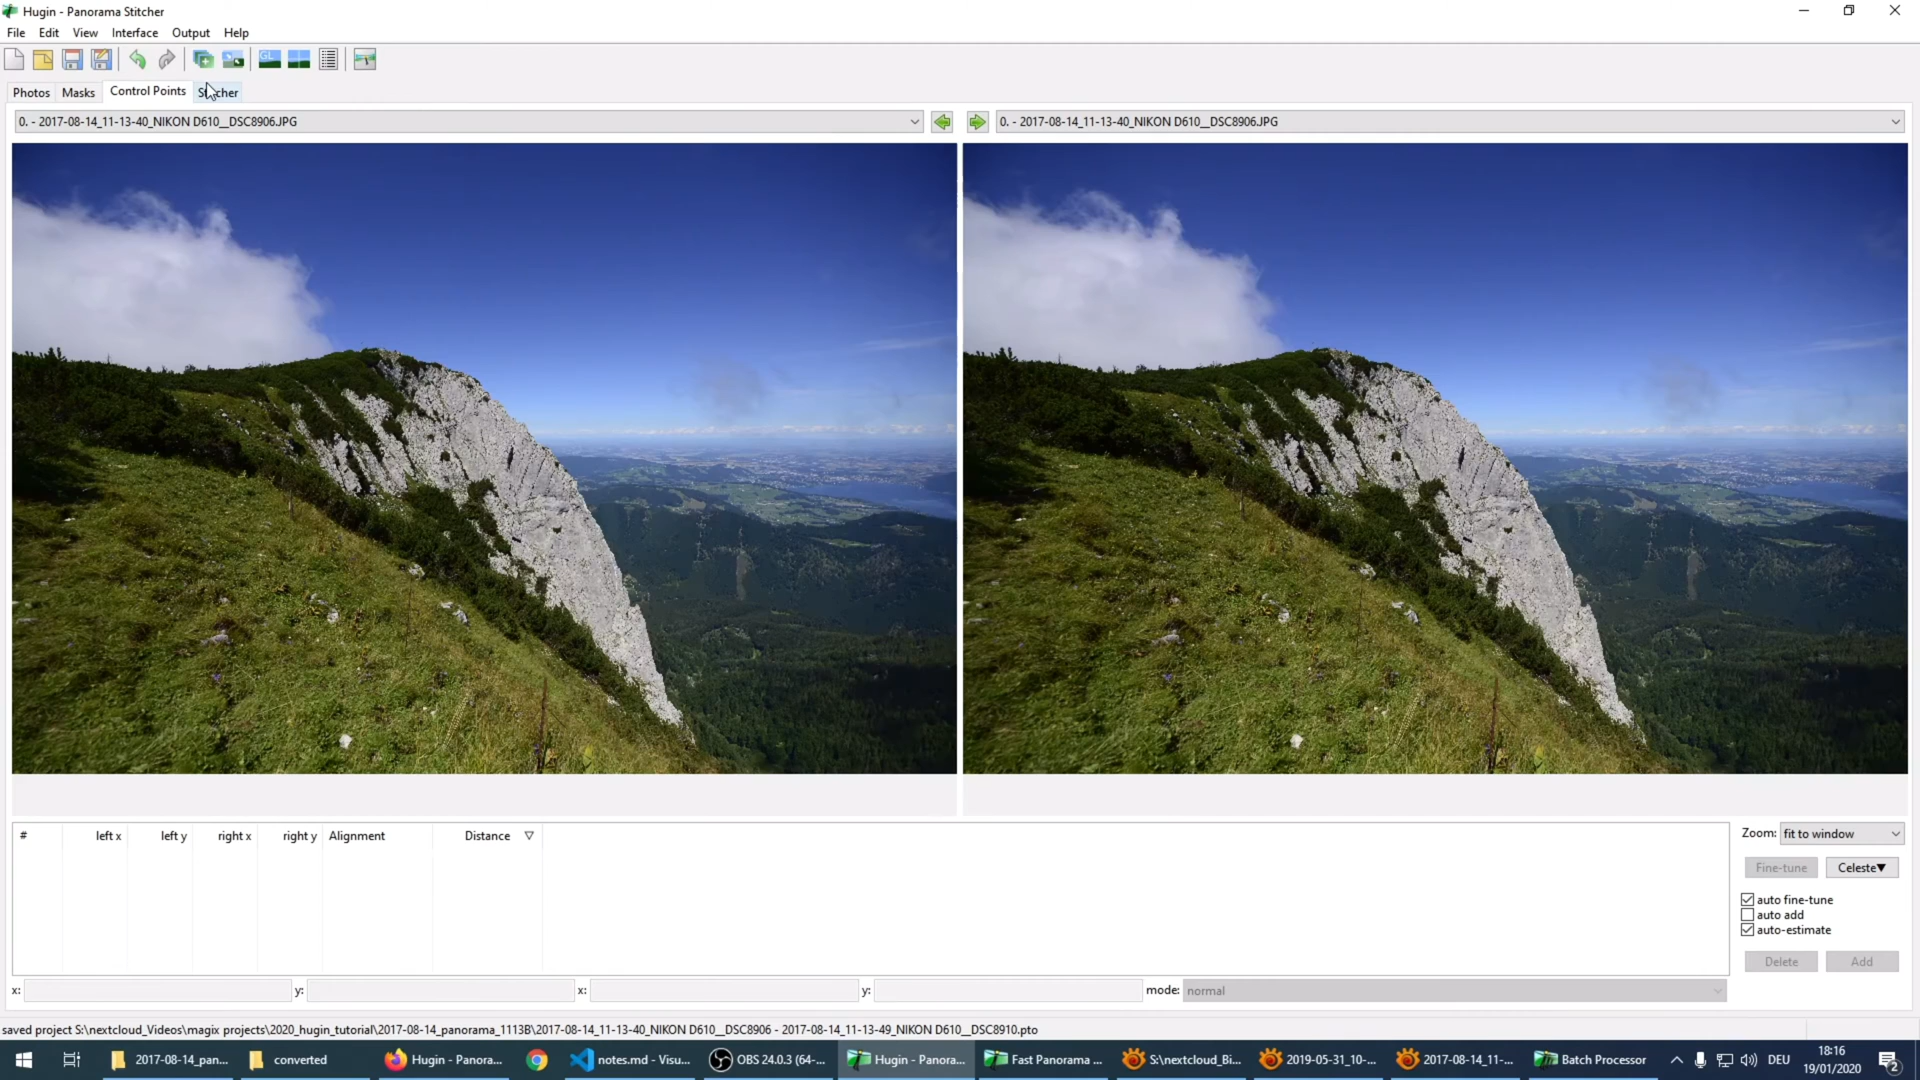 Hugin - Panorama Stitcher
File Edit View Interface Output Help
GL
Photos Masks Control Points
0. - 2017-08-14_11-13-40_NIKON D610__DSC8906.JPG
0. - 2017-08-14_11-13-40_NIKON D610__DSC8906.JPG
# left x left y right x right y Alignment Distance
Zoom: fit to window
Fine-tune Celeste
auto fine-tune
auto add
auto-estimate
Delete Add
x: y: x: y: mode: normal
saved project S:\nextcloud_Videos\magix projects\2020_hugin_tutorial\2017-08-14_panorama_1113B\2017-08-14_11-13-40_NIKON D610__DSC8906 - 2017-08-14_11-13-49_NIKON D610__DSC8910.pto
2017-08-14_pan... converted Hugin - Panora... notes.md - Visu... OBS 24.0.3 (64-... Hugin - Panora... Fast Panorama ... S:\nextcloud_Bi... 2019-05-31_10-... 2017-08-14_11-... Batch Processor DEU 18:16
19/01/2020 2